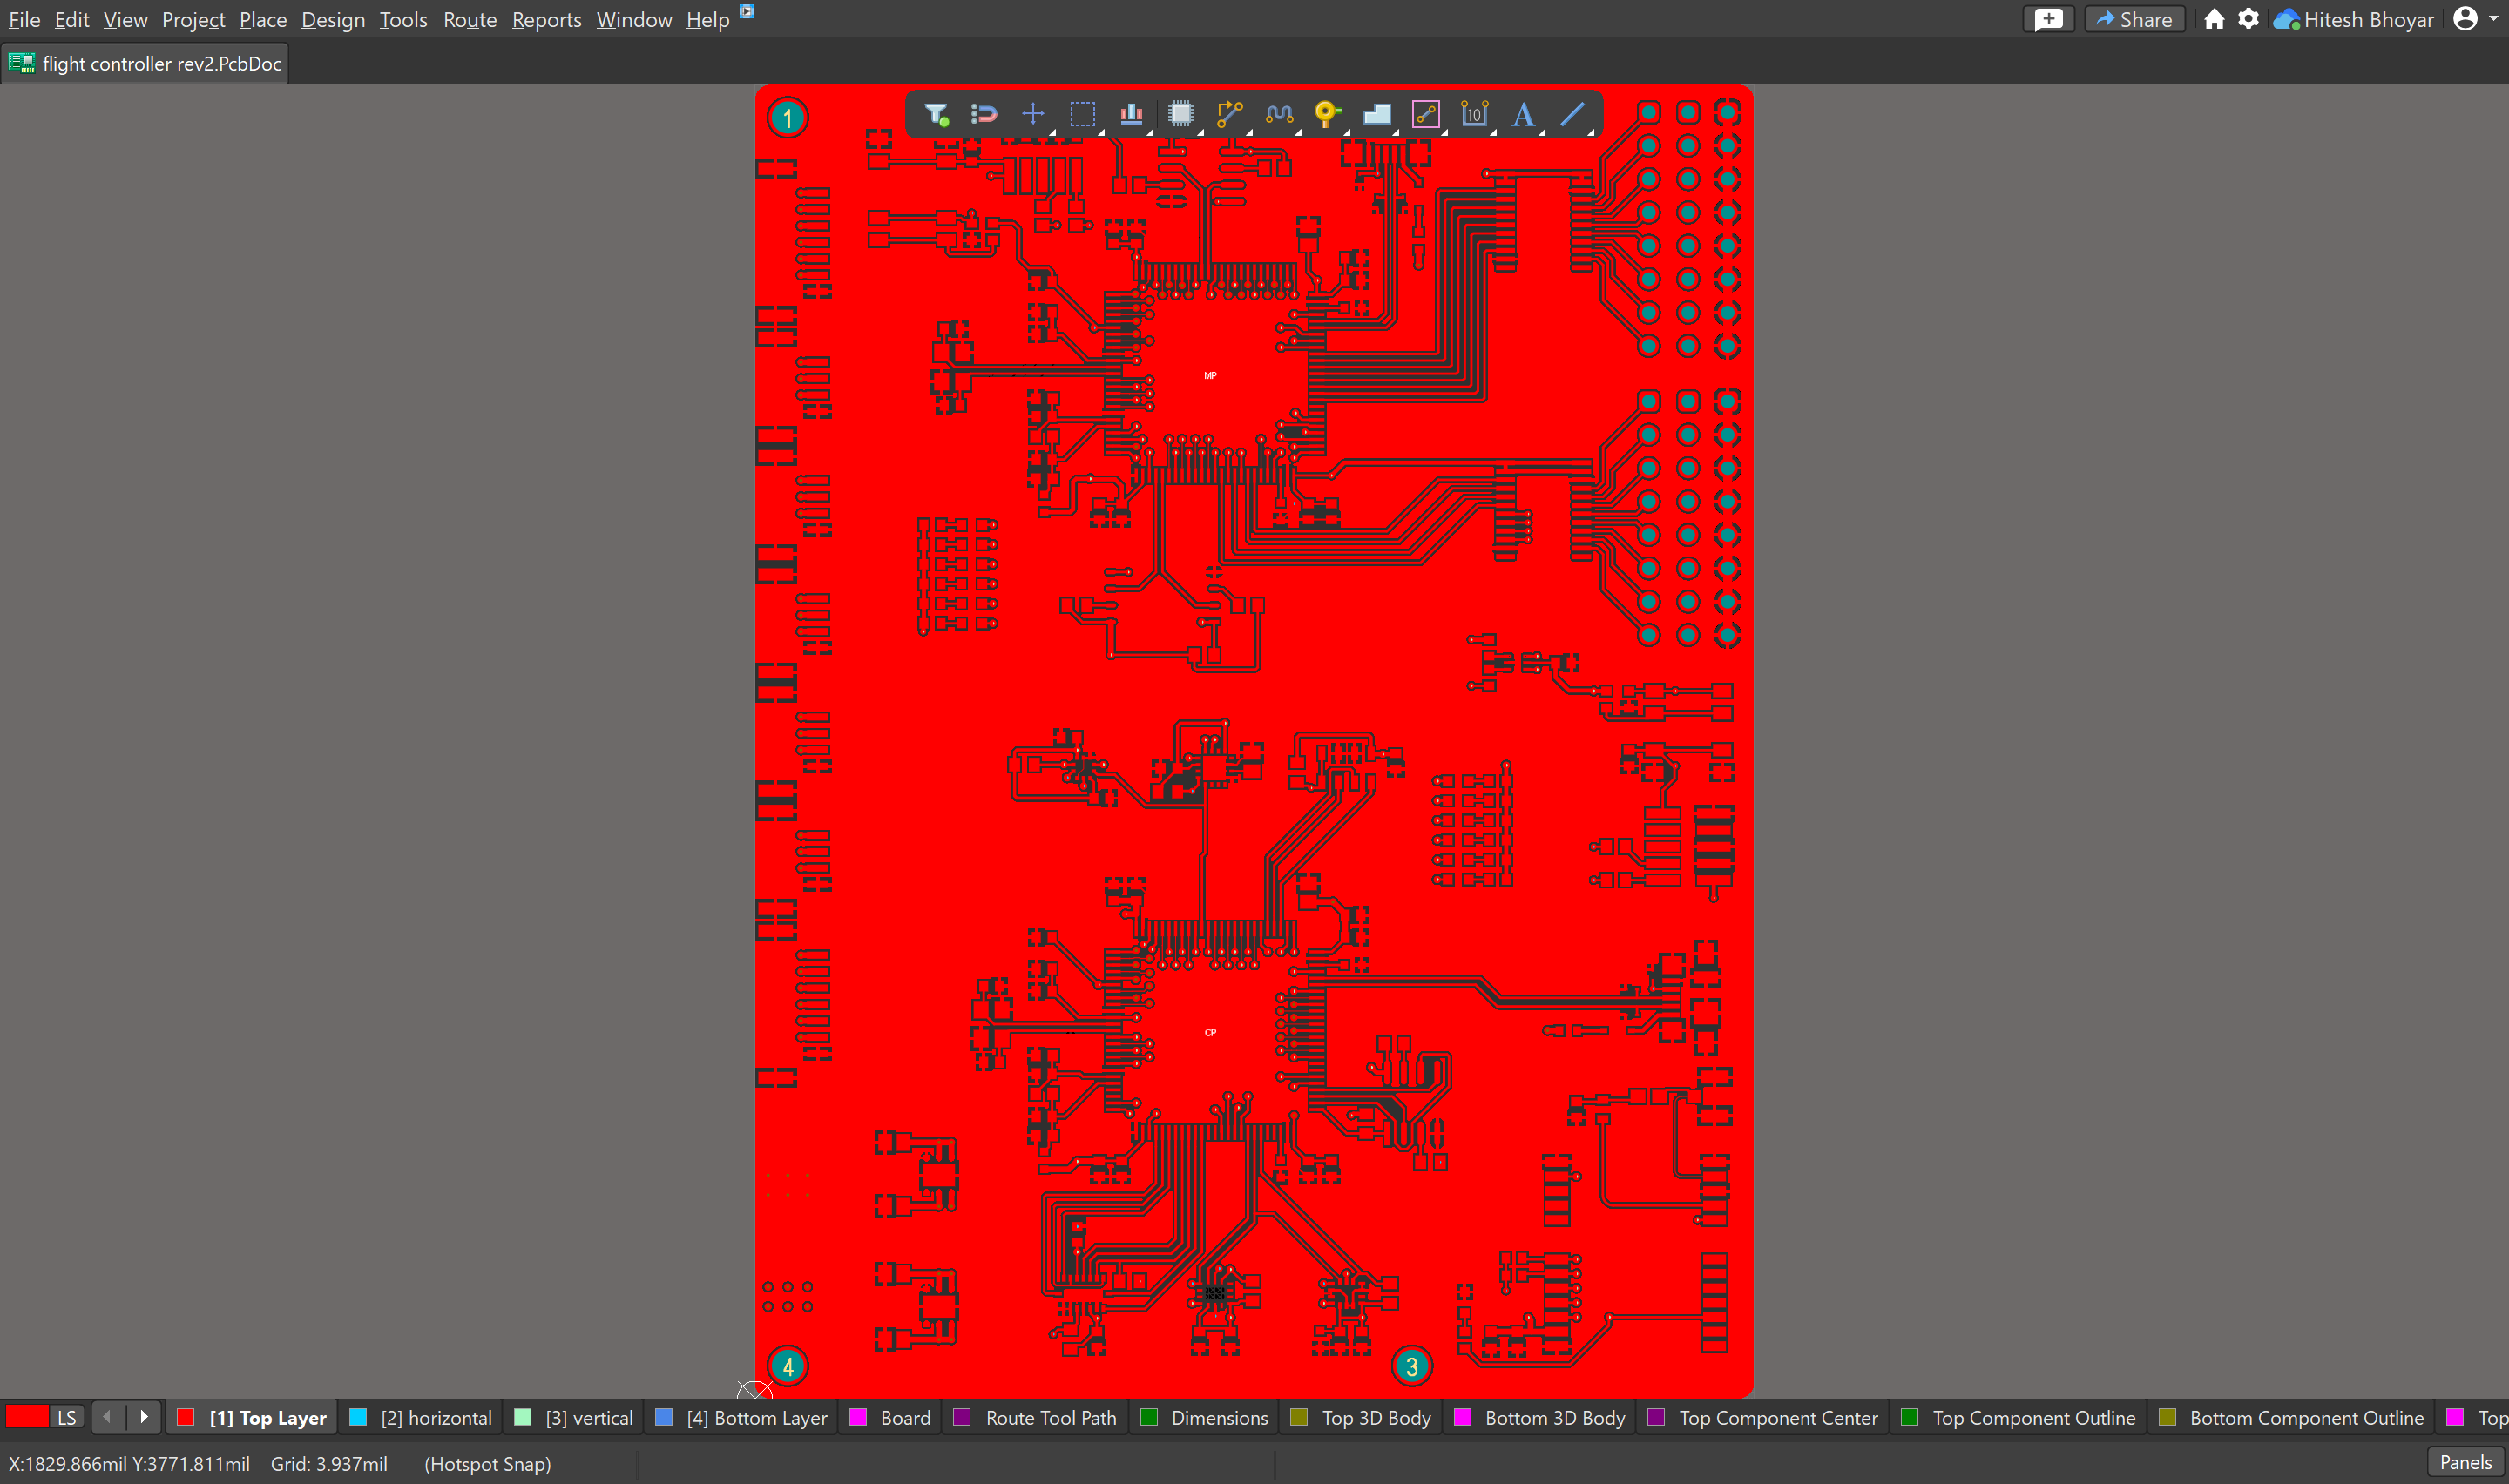 File Edit View Project Place Design Tools Route Reports Window Help
Share
Hitesh Bhoyar
flight controller rev2.PcbDoc
1
10
A
MP
CP
4
3
LS
[1] Top Layer
[2] horizontal
[3] vertical
[4] Bottom Layer
Board
Route Tool Path
Dimensions
Top 3D Body
Bottom 3D Body
Top Component Center
Top Component Outline
Bottom Component Outline
Top
X:1829.866mil Y:3771.811mil Grid: 3.937mil (Hotspot Snap)
Panels